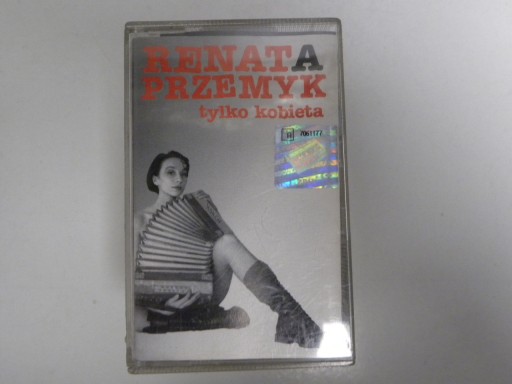 RENATA
PRZEMYK
tylko kobieta